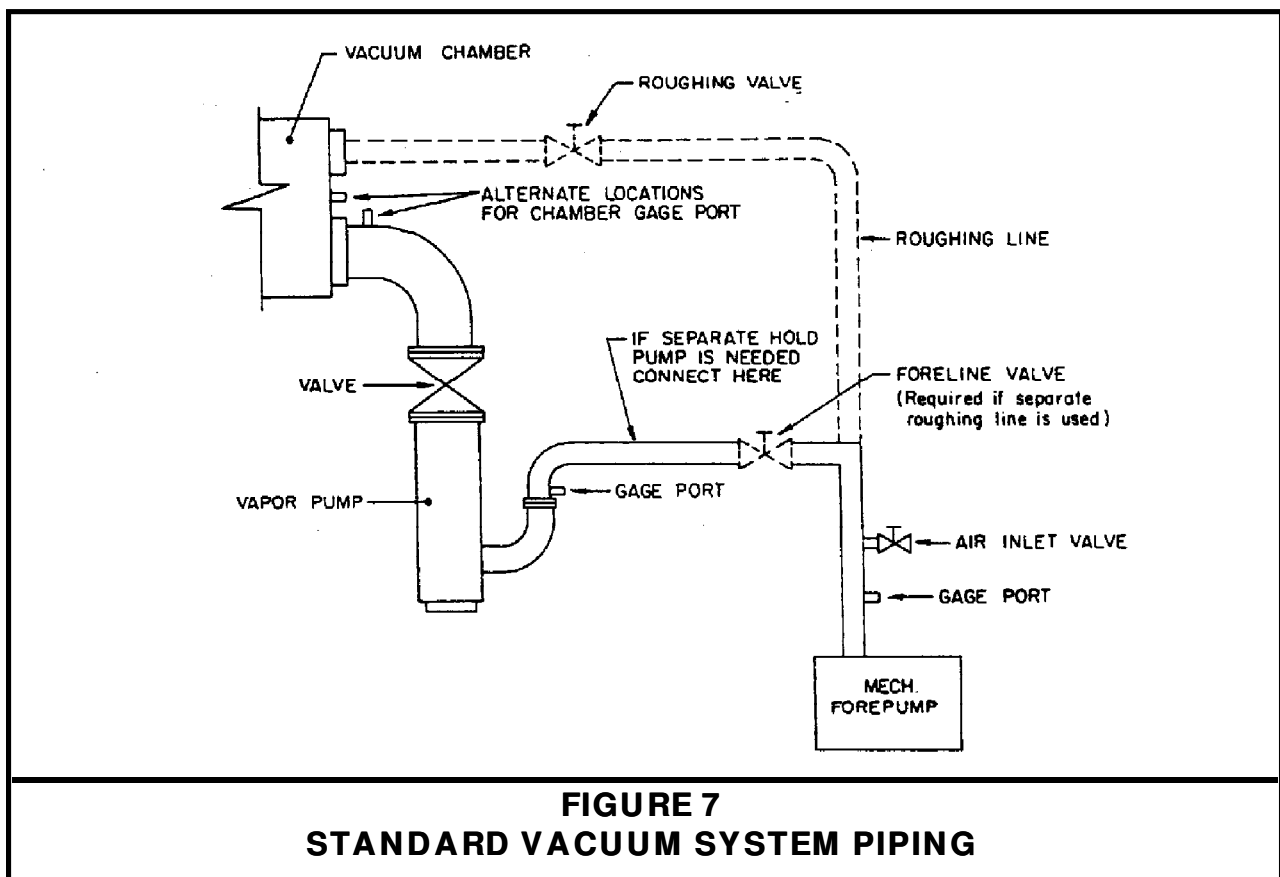 VACUUM CHAMBER
ROUGHING VALVE
ALTERNATE LOCATIONS
FOR CHAMBER GAGE PORT
ROUGHING LINE
IF SEPARATE HOLD
PUMP IS NEEDED
CONNECT HERE
FORELINE VALVE
(Required if separate
roughing line is used)
VALVE
VAPOR PUMP
GAGE PORT
AIR INLET VALVE
GAGE PORT
MECH.
FOREPUMP
FIGURE 7
STANDARD VACUUM SYSTEM PIPING